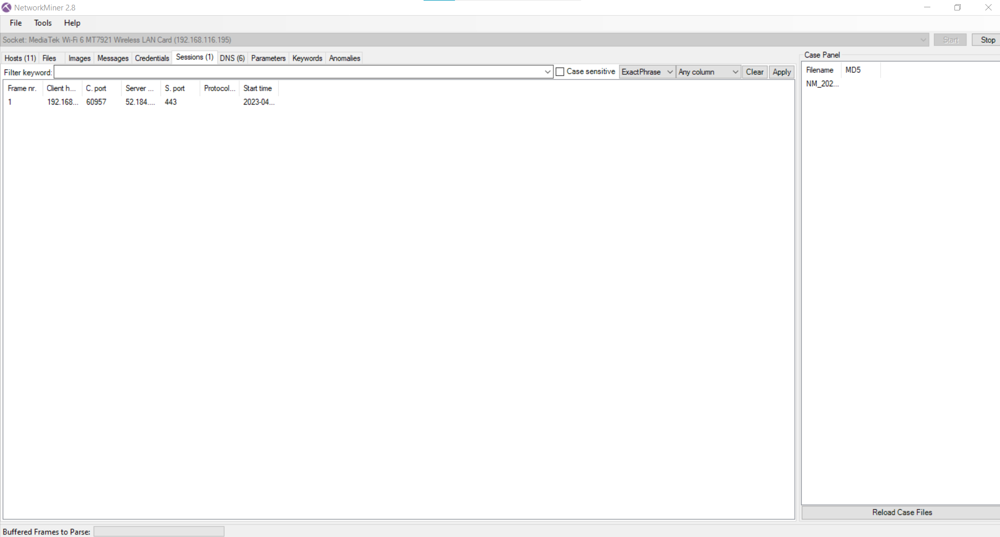 NetworkMiner 2.8
File Tools Help
Socket: MediaTek Wi-Fi 6 MT7921 Wireless LAN Card (192.168.116.195)
Start Stop
Hosts (11) Files Images Messages Credentials Sessions (1) DNS (6) Parameters Keywords Anomalies
Case Panel
Filter keyword: Case sensitive ExactPhrase Any column Clear Apply
Filename MD5
NM_202...
Frame nr. Client h... C. port Server ... S. port Protocol... Start time
1 192.168... 60957 52.184.... 443 2023-04...
Reload Case Files
Buffered Frames to Parse: